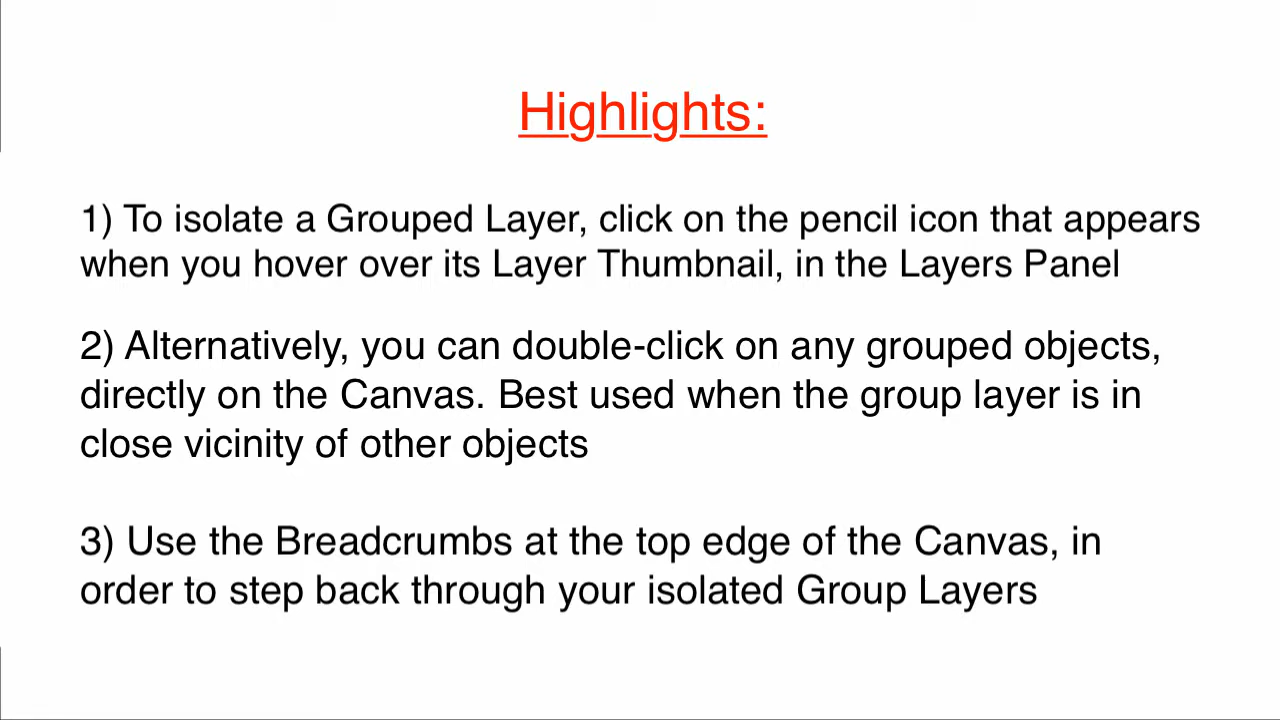 Highlights:
1) To isolate a Grouped Layer, click on the pencil icon that appears
when you hover over its Layer Thumbnail, in the Layers Panel
2) Alternatively, you can double-click on any grouped objects,
directly on the Canvas. Best used when the group layer is in
close vicinity of other objects
3) Use the Breadcrumbs at the top edge of the Canvas, in
order to step back through your isolated Group Layers